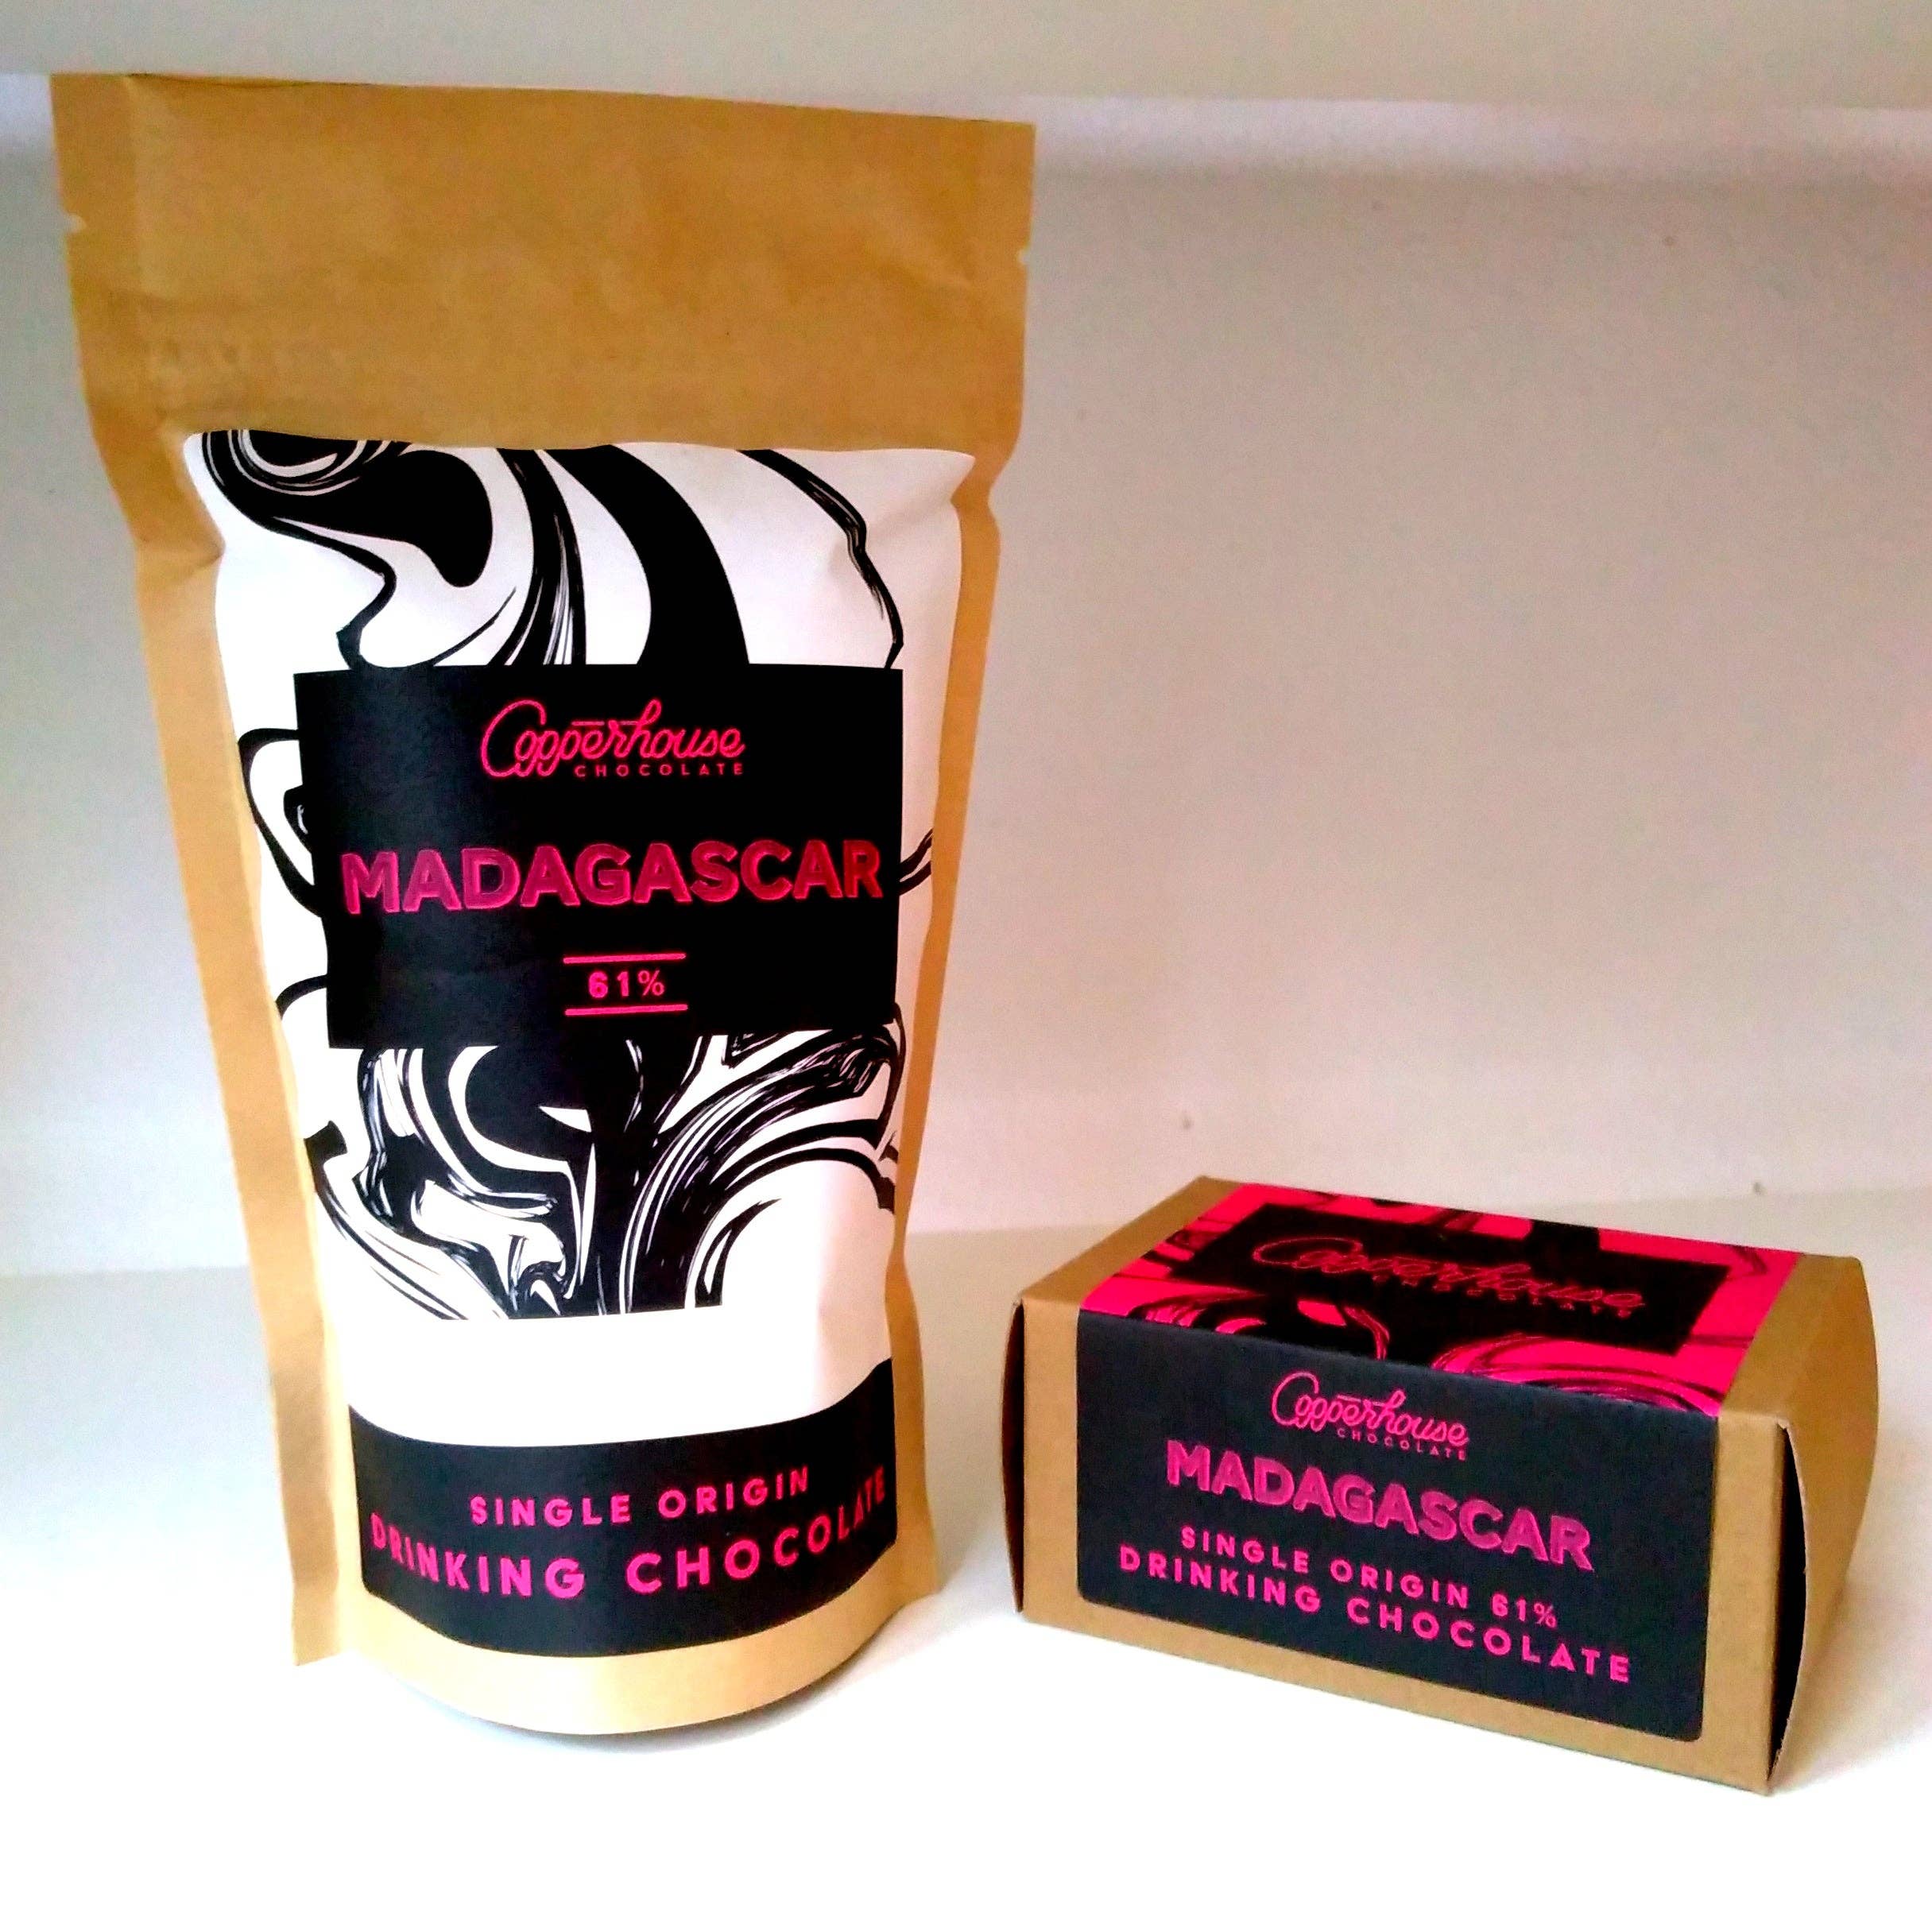 Copperhouse
CHOCOLATE
MADAGASCAR
61%
SINGLE ORIGIN
DRINKING CHOCOLATE
Copperhouse
CHOCOLATE
Copperhouse
CHOCOLATE
MADAGASCAR
SINGLE ORIGIN 61%
DRINKING CHOCOLATE